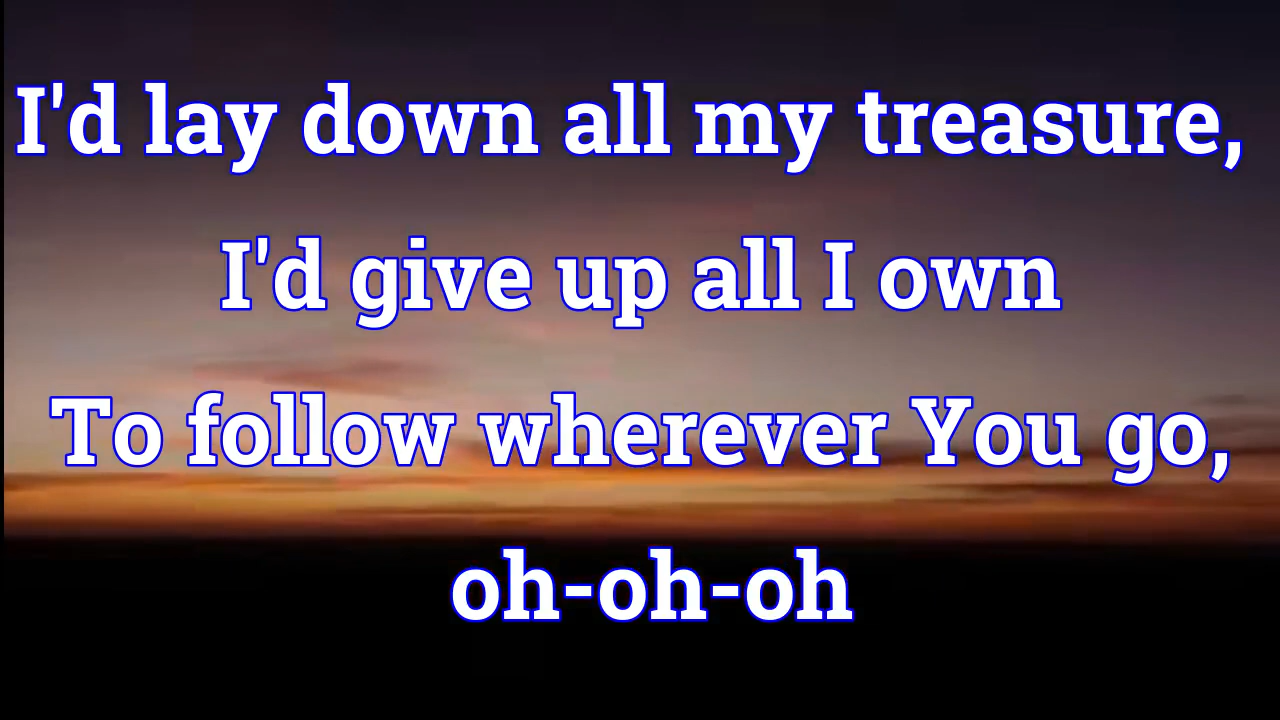 I'd lay down all my treasure,
I'd give up all I own
To follow wherever You go,
oh-oh-oh